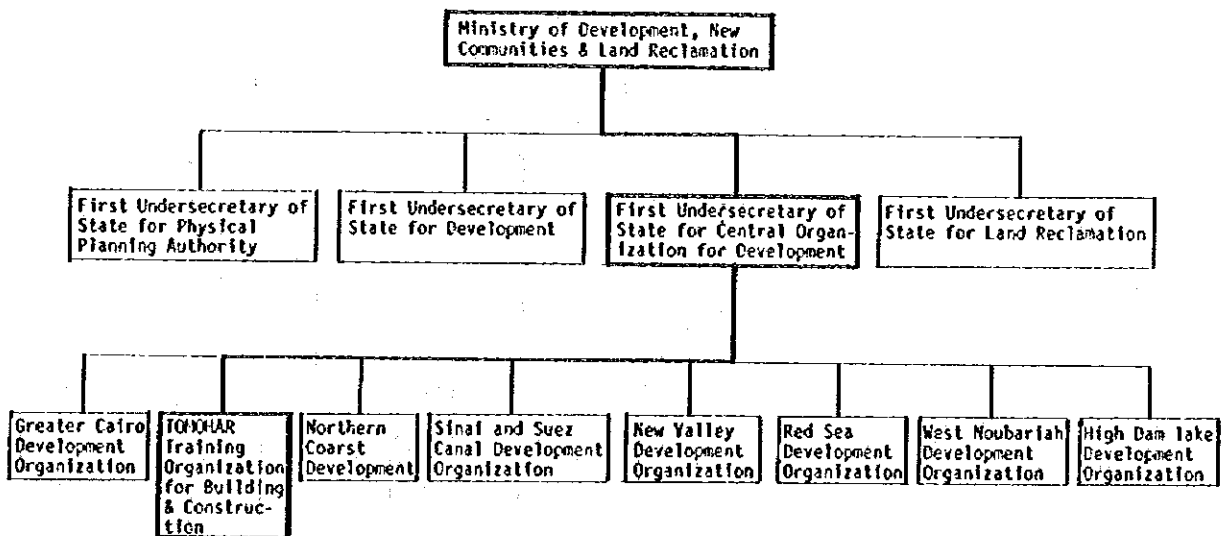 Ministry of Development, New
Communities & Land Reclamation
First Undersecretary of
State for Physical
Planning Authority
First Undersecretary of
State for Development
First Undersecretary of
State for Central Organ-
ization for Development
First Undersecretary of
State for Land Reclamation
Greater Cairo
Development
Organization
TOMOHAR
Training
Organization
for Building
& Construc-
tion
Northern
Coarst
Development
Sinai and Suez
Canal Development
Organization
New Valley
Development
Organization
Red Sea
Development
Organization
West Noubariah
Development
Organization
High Dam lake
Development
Organization